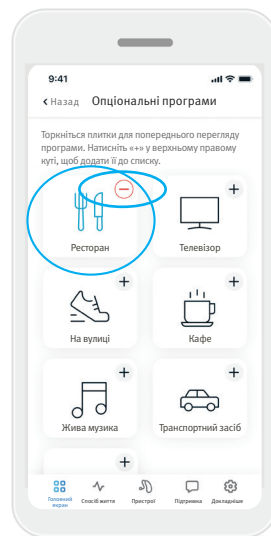 9:41
Назад Опціональні програми
Торкніться плитки для попереднього перегляду
програми. Натисніть «+» у верхньому правому
куті, щоб додати її до списку.
Ресторан
Телевізор
На вулиці
Кафе
Жива музика
Транспортний засіб
Головний
екран
Спосіб життя
Пристрої
Підтримка
Докладніше